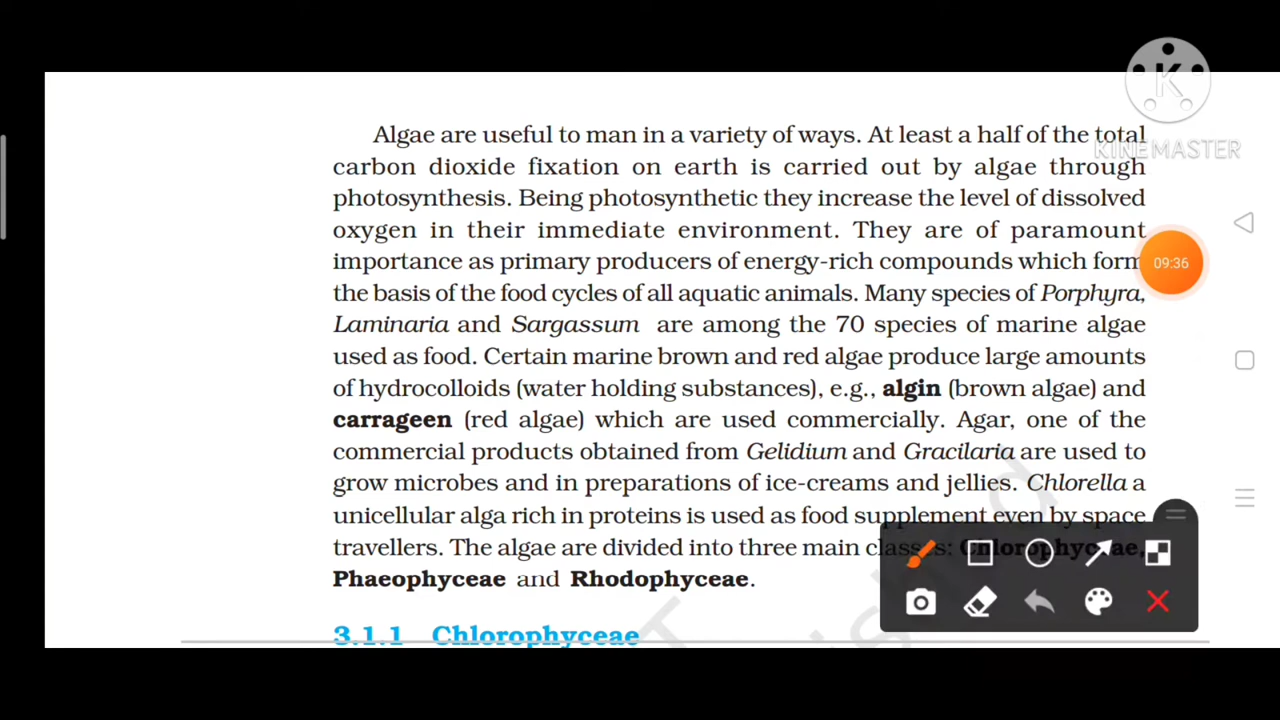 Algae are useful to man in a variety of ways. At least a half of the total
carbon dioxide fixation on earth is carried out by algae through
photosynthesis. Being photosynthetic they increase the level of dissolved
oxygen in their immediate environment. They are of paramount
importance as primary producers of energy-rich compounds which form
the basis of the food cycles of all aquatic animals. Many species of Porphyra,
Laminaria and Sargassum are among the 70 species of marine algae
used as food. Certain marine brown and red algae produce large amounts
of hydrocolloids (water holding substances), e.g., algin (brown algae) and
carrageen (red algae) which are used commercially. Agar, one of the
commercial products obtained from Gelidium and Gracilaria are used to
grow microbes and in preparations of ice-creams and jellies. Chlorella a
unicellular alga rich in proteins is used as food supplement even by space
travellers. The algae are divided into three main classes: Chlorophyceae,
Phaeophyceae and Rhodophyceae.
3.1.1 Chlorophyceae
K
KINEMASTER
09:36